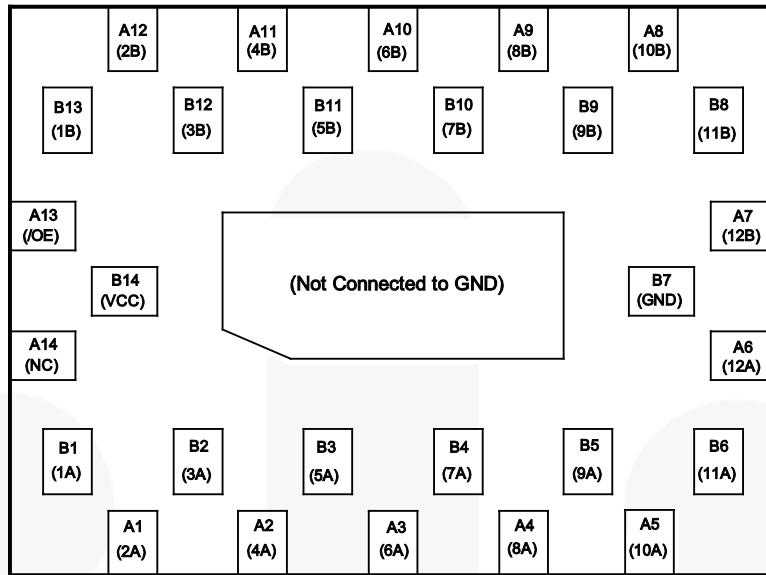 A12
(2B)
A11
(4B)
A10
(6B)
A9
(8B)
A8
(10B)
B13
(1B)
B12
(3B)
B11
(5B)
B10
(7B)
B9
(9B)
B8
(11B)
A13
(/OE)
A7
(12B)
B14
(VCC)
(Not Connected to GND)
B7
(GND)
A14
(NC)
A6
(12A)
B1
(1A)
B2
(3A)
B3
(5A)
B4
(7A)
B5
(9A)
B6
(11A)
A1
(2A)
A2
(4A)
A3
(6A)
A4
(8A)
A5
(10A)